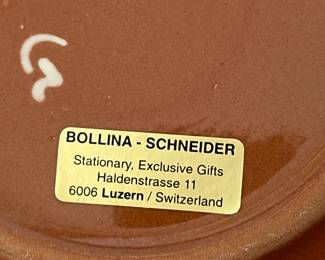 BOLLINA - SCHNEIDER
Stationary, Exclusive Gifts
Haldenstrasse 11
6006 Luzern / Switzerland